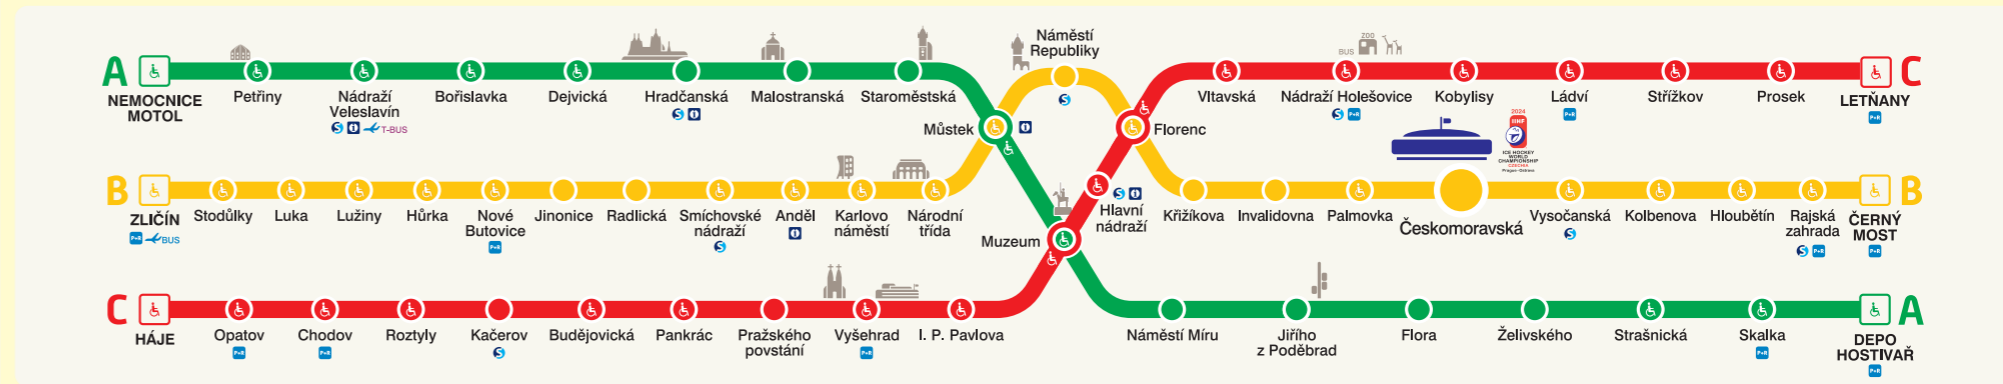 A
NEMOCNICE
MOTOL
Petřiny
Nádraží
Veleslavín
S i T-BUS
Bořislavka
Dejvická
Hradčanská
S i
Malostranská
Staroměstská
Můstek
i
Náměstí
Republiky
S
Florenc
Vltavská
BUS ZOO
Nádraží Holešovice
S P+R
Kobylisy
Ládví
P+R
Střížkov
Prosek
C
LETŇANY
P+R
B
ZLIČÍN
P+R BUS
Stodůlky
Luka
Lužiny
Hůrka
Nové
Butovice
P+R
Jinonice
Radlická
Smíchovské
nádraží
S
Anděl
i
Karlovo
náměstí
Národní
třída
Muzeum
S i
Hlavní
nádraží
Křižíkova
Invalidovna
Palmovka
2024
IIHF
ICE HOCKEY
WORLD
CHAMPIONSHIP
CZECHIA
Prague-Ostrava
Českomoravská
Vysočanská
S
Kolbenova
Hloubětín
Rajská
zahrada
S P+R
B
ČERNÝ
MOST
P+R
C
HÁJE
Opatov
P+R
Chodov
P+R
Roztyly
Kačerov
S
Budějovická
Pankrác
Pražského
povstání
Vyšehrad
P+R
I. P. Pavlova
Náměstí Míru
Jiřího
z Poděbrad
Flora
Želivského
Strašnická
Skalka
P+R
A
DEPO
HOSTIVAŘ
P+R